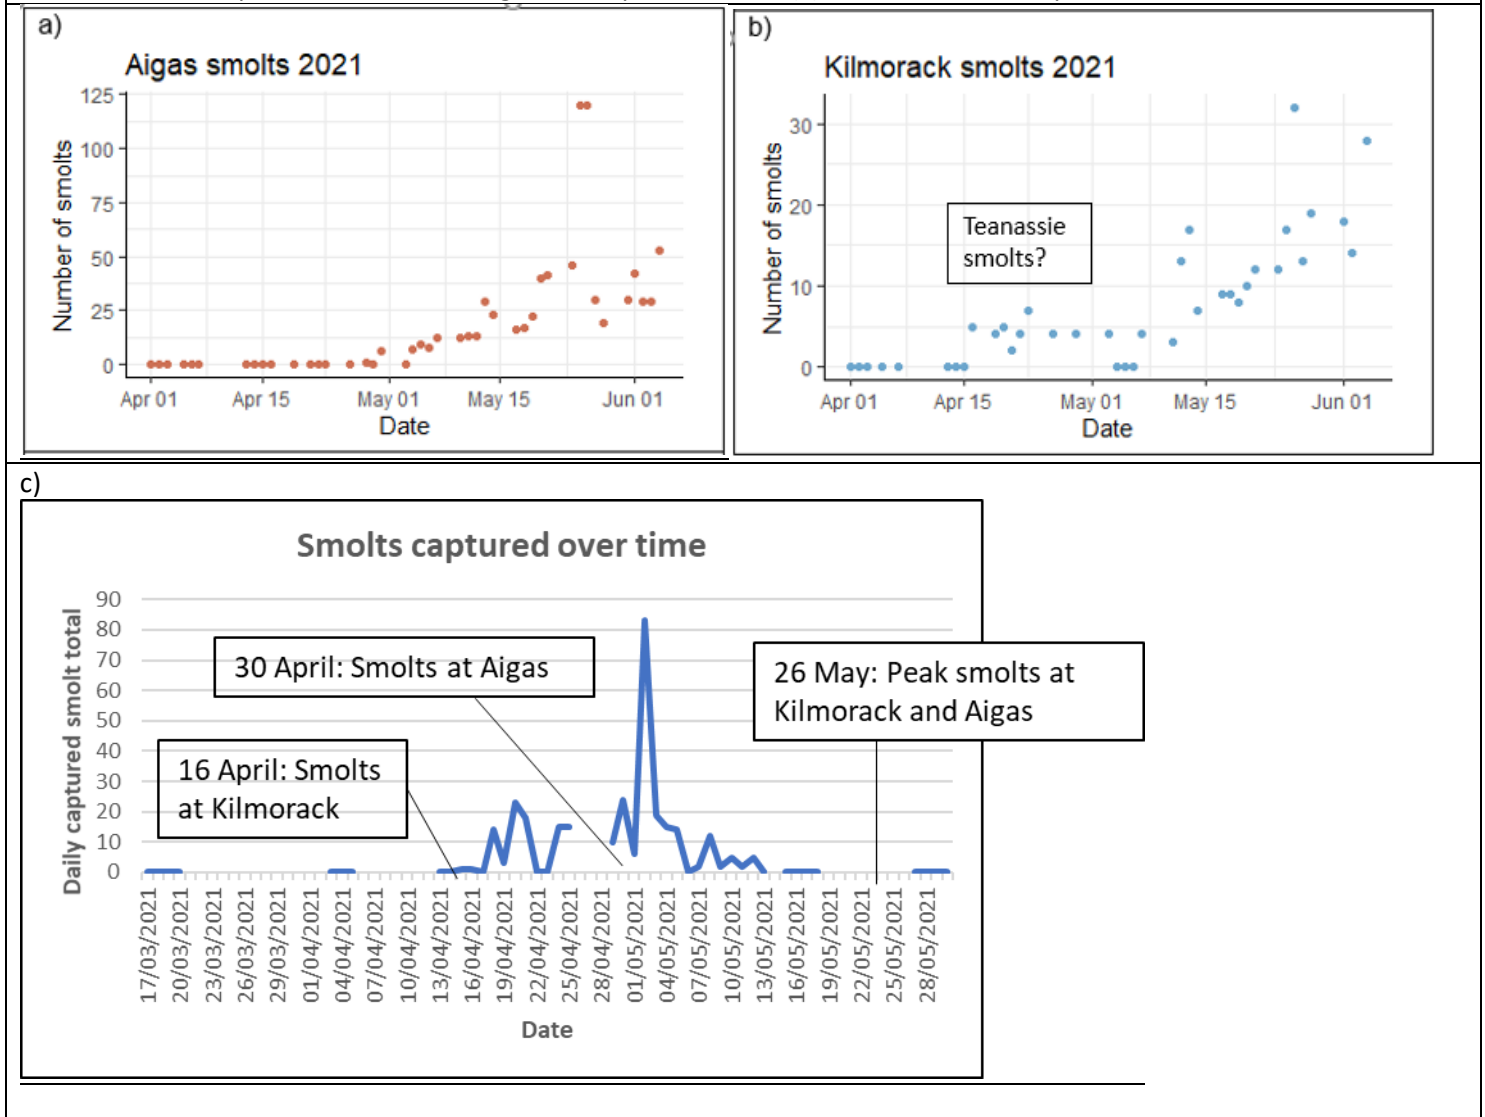 a)
Aigas smolts 2021
125
100
75
50
25
0
Number of smolts
Apr 01 Apr 15 May 01 May 15 Jun 01
Date
b)
Kilmorack smolts 2021
30
20
10
0
Number of smolts
Teanassie
smolts?
Apr 01 Apr 15 May 01 May 15 Jun 01
Date
c)
Smolts captured over time
90
80
70
60
50
40
30
20
10
0
Daily captured smolt total
30 April: Smolts at Aigas
16 April: Smolts
at Kilmorack
26 May: Peak smolts at
Kilmorack and Aigas
17/03/2021
20/03/2021
23/03/2021
26/03/2021
29/03/2021
01/04/2021
04/04/2021
07/04/2021
10/04/2021
13/04/2021
16/04/2021
19/04/2021
22/04/2021
25/04/2021
28/04/2021
01/05/2021
04/05/2021
07/05/2021
10/05/2021
13/05/2021
16/05/2021
19/05/2021
22/05/2021
25/05/2021
28/05/2021
Date